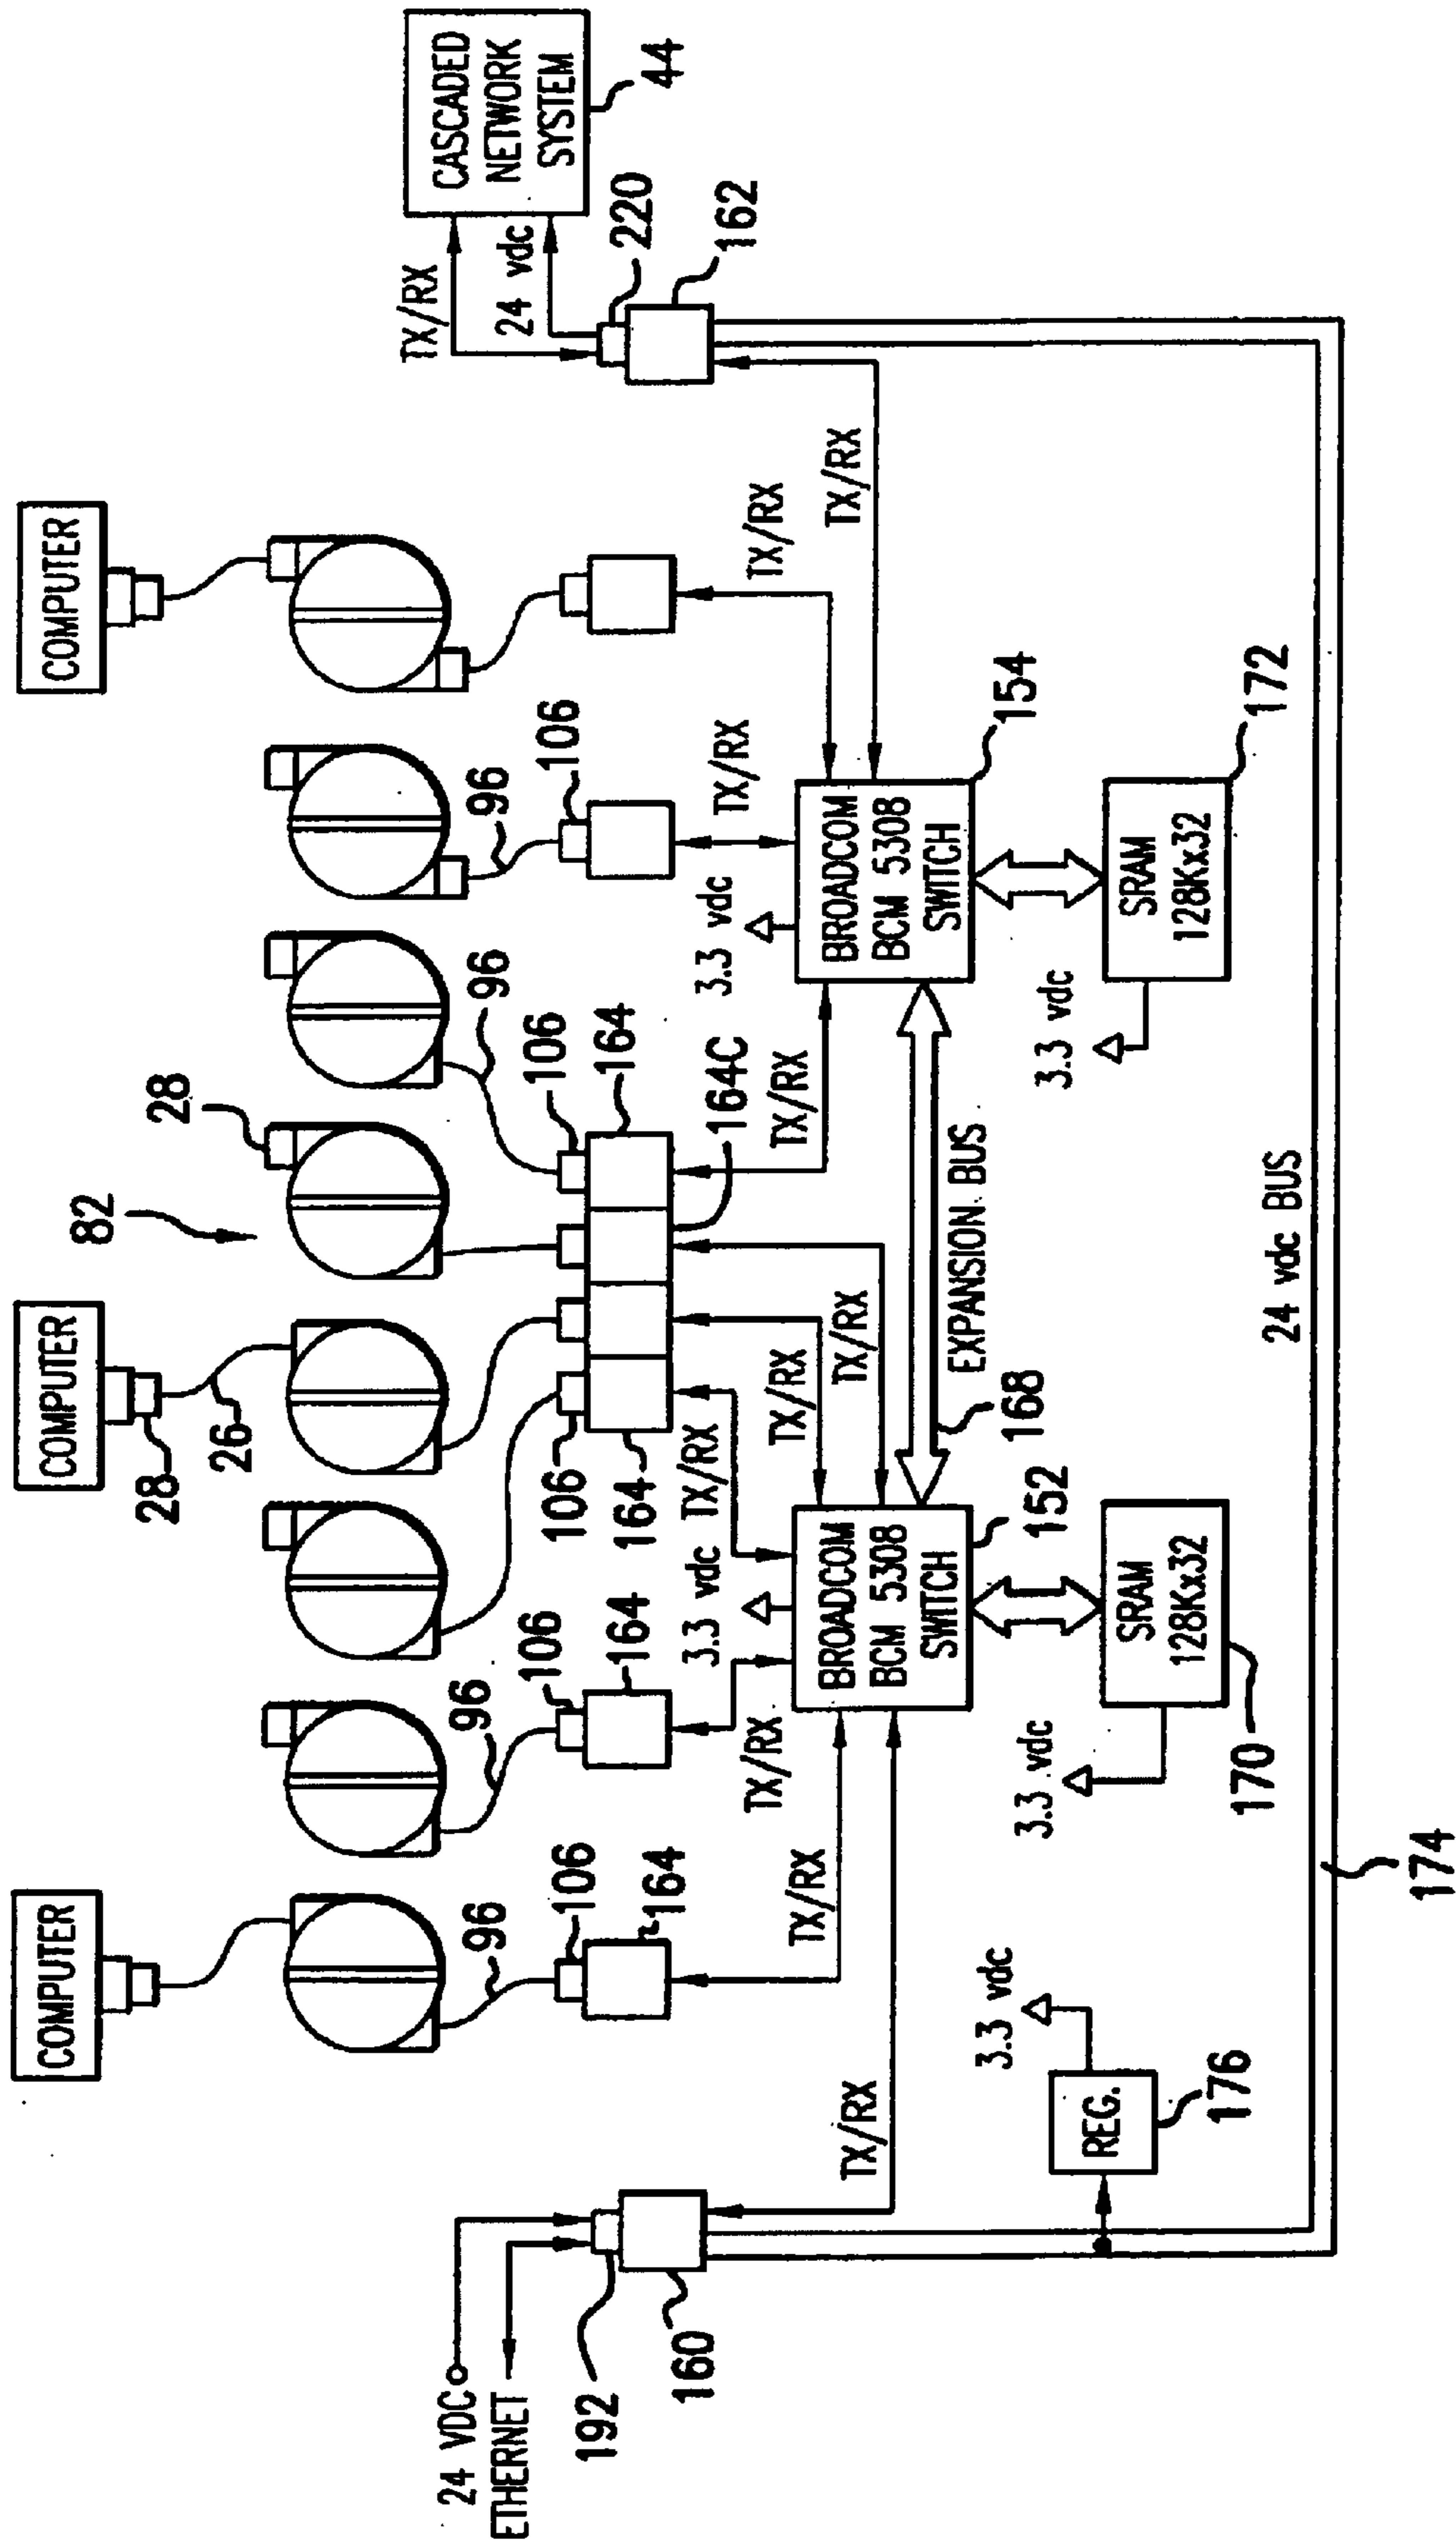 COMPUTER
COMPUTER
COMPUTER
28
26
82
28
CASCADED
NETWORK
SYSTEM
44
TX/RX
24 vdc
220
162
24 VDC
ETHERNET
192
160
96
106
164
96
106
164
106
164
96
106
164
164C
96
106
TX/RX
TX/RX
TX/RX
TX/RX
TX/RX
TX/RX
TX/RX
TX/RX
TX/RX
TX/RX
3.3 vdc
BROADCOM
BCM 5308
SWITCH
152
168
EXPANSION BUS
3.3 vdc
BROADCOM
BCM 5308
SWITCH
154
3.3 vdc
REG.
176
3.3 vdc
SRAM
128Kx32
170
3.3 vdc
SRAM
128Kx32
172
24 vdc BUS
174